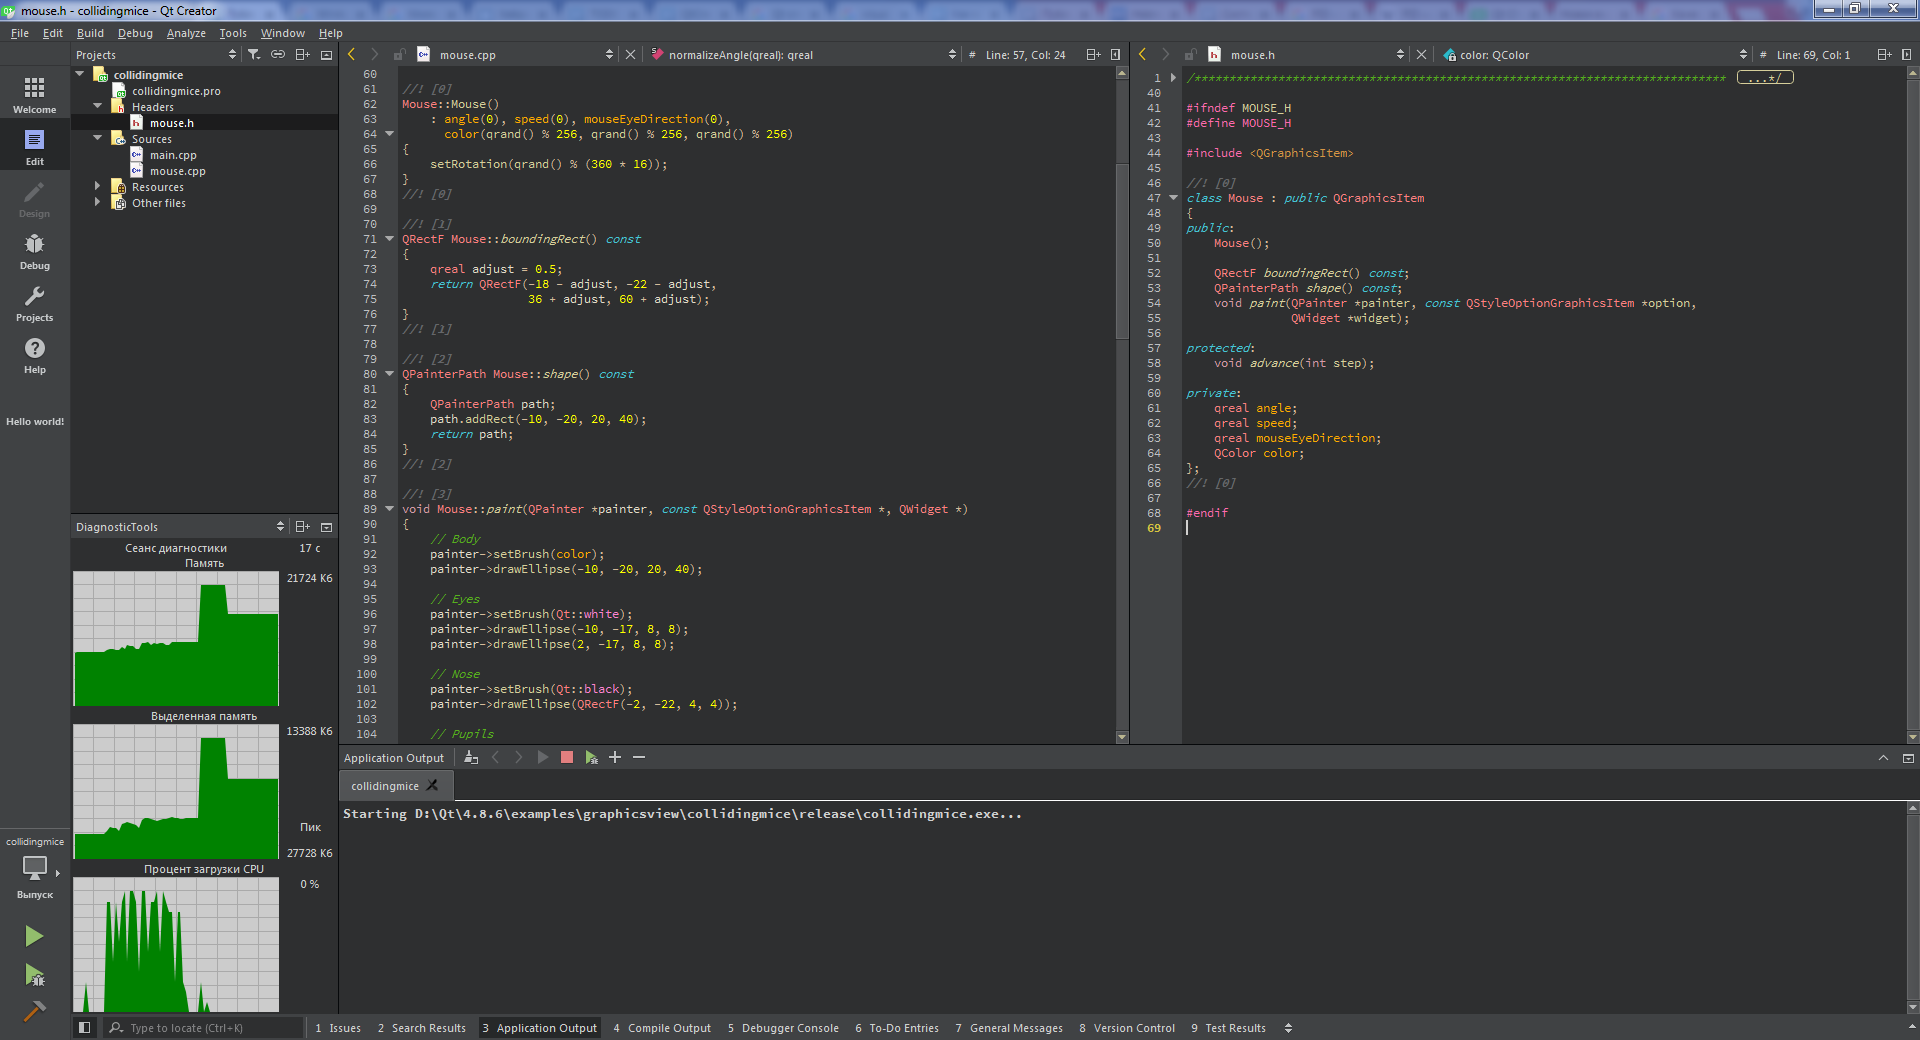 mouse.h - collidingmice - Qt Creator
File Edit Build Debug Analyze Tools Window Help
Projects
collidingmice
collidingmice.pro
Headers
mouse.h
Sources
main.cpp
mouse.cpp
Resources
Other files
Welcome
Edit
Design
Debug
Projects
Help
Hello world!
collidingmice
Выпуск
DiagnosticTools
Сеанс диагностики 17 с
Память
21724 Кб
Выделенная память
13388 Кб
Пик
27728 Кб
Процент загрузки CPU
0 %
mouse.cpp normalizeAngle(qreal): qreal # Line: 57, Col: 24
60
61 //! [0]
62 Mouse::Mouse()
63 : angle(0), speed(0), mouseEyeDirection(0),
64 color(qrand() % 256, qrand() % 256, qrand() % 256)
65 {
66 setRotation(qrand() % (360 * 16));
67 }
68 //! [0]
69
70 //! [1]
71 QRectF Mouse::boundingRect() const
72 {
73 qreal adjust = 0.5;
74 return QRectF(-18 - adjust, -22 - adjust,
75 36 + adjust, 60 + adjust);
76 }
77 //! [1]
78
79 //! [2]
80 QPainterPath Mouse::shape() const
81 {
82 QPainterPath path;
83 path.addRect(-10, -20, 20, 40);
84 return path;
85 }
86 //! [2]
87
88 //! [3]
89 void Mouse::paint(QPainter *painter, const QStyleOptionGraphicsItem *, QWidget *)
90 {
91 // Body
92 painter->setBrush(color);
93 painter->drawEllipse(-10, -20, 20, 40);
94
95 // Eyes
96 painter->setBrush(Qt::white);
97 painter->drawEllipse(-10, -17, 8, 8);
98 painter->drawEllipse(2, -17, 8, 8);
99
100 // Nose
101 painter->setBrush(Qt::black);
102 painter->drawEllipse(QRectF(-2, -22, 4, 4));
103
104 // Pupils
mouse.h color: QColor # Line: 69, Col: 1
1 /**************************************************************************** ...*/
40
41 #ifndef MOUSE_H
42 #define MOUSE_H
43
44 #include <QGraphicsItem>
45
46 //! [0]
47 class Mouse : public QGraphicsItem
48 {
49 public:
50 Mouse();
51
52 QRectF boundingRect() const;
53 QPainterPath shape() const;
54 void paint(QPainter *painter, const QStyleOptionGraphicsItem *option,
55 QWidget *widget);
56
57 protected:
58 void advance(int step);
59
60 private:
61 qreal angle;
62 qreal speed;
63 qreal mouseEyeDirection;
64 QColor color;
65 };
66 //! [0]
67
68 #endif
69
Application Output
collidingmice
Starting D:\Qt\4.8.6\examples\graphicsview\collidingmice\release\collidingmice.exe...
Type to locate (Ctrl+K) 1 Issues 2 Search Results 3 Application Output 4 Compile Output 5 Debugger Console 6 To-Do Entries 7 General Messages 8 Version Control 9 Test Results